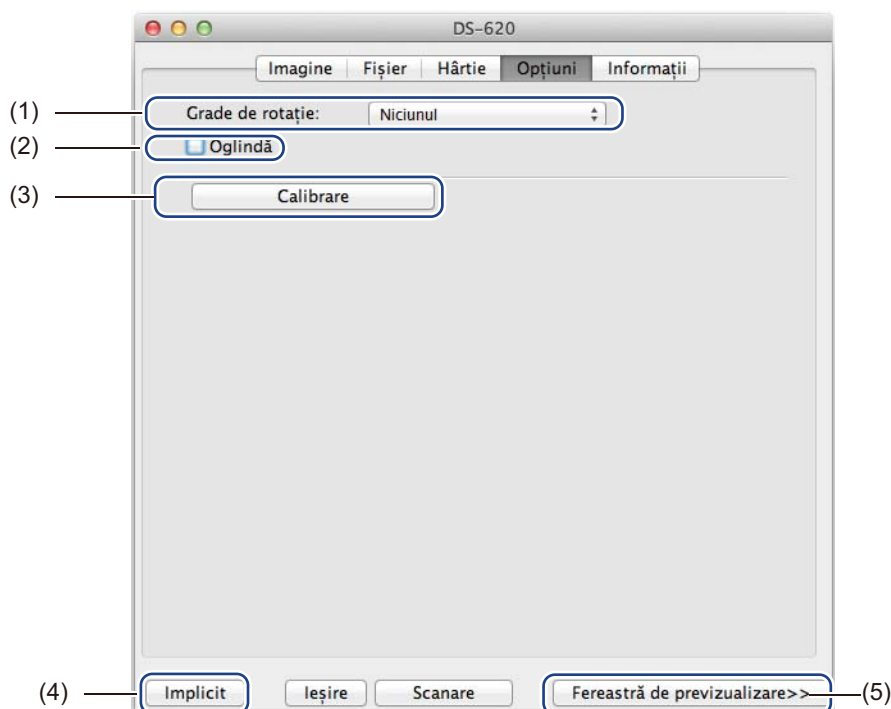 DS-620
Imagine Fișier Hârtie Opțiuni Informații
(1) Grade de rotație: Niciunul
(2) Oglindă
(3) Calibrare
(4) Implicit Ieșire Scanare Fereastră de previzualizare>> (5)